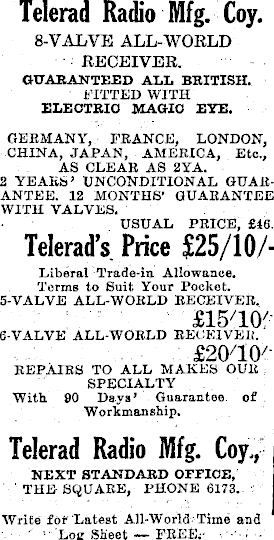 Telerad Radio Mfg. Coy.
8-VALVE ALL-WORLD
RECEIVER.
GUARANTEED ALL BRITISH.
FITTED WITH
ELECTRIC MAGIC EYE.
GERMANY, FRANCE, LONDON,
CHINA, JAPAN, AMERICA, Etc.,
AS CLEAR AS 2YA.
2 YEARS' UNCONDITIONAL GUAR-
ANTEE. 12 MONTHS' GUARANTEE
WITH VALVES.
USUAL PRICE, £46.
Telerad's Price £25/10/-
Liberal Trade-in Allowance.
Terms to Suit Your Pocket.
5-VALVE ALL-WORLD RECEIVER.
£15/10/-
6-VALVE ALL-WORLD RECEIVER.
£20/10/-
REPAIRS TO ALL MAKES OUR
SPECIALTY
With 90 Days' Guarantee of
Workmanship.
Telerad Radio Mfg. Coy.,
NEXT STANDARD OFFICE,
THE SQUARE, PHONE 6173.
Write for Latest All-World Time and
Log Sheet — FREE.